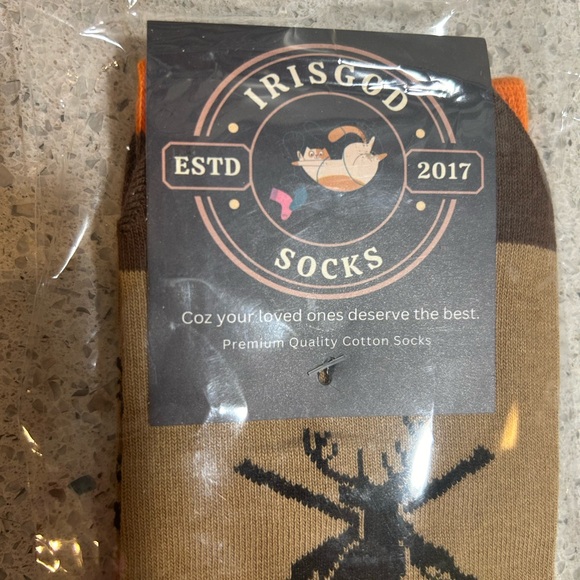 IRISGOD
ESTD 2017
SOCKS
Coz your loved ones deserve the best.
Premium Quality Cotton Socks